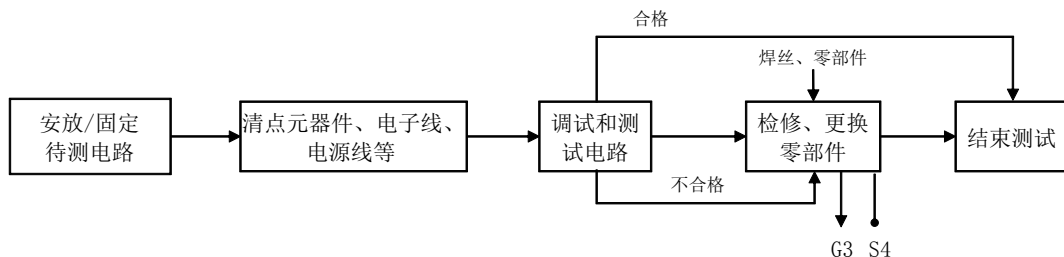 合格
焊丝、零部件
安放/固定
待测电路
清点元器件、电子线、
电源线等
调试和测
试电路
检修、更换
零部件
结束测试
不合格
G3 S4